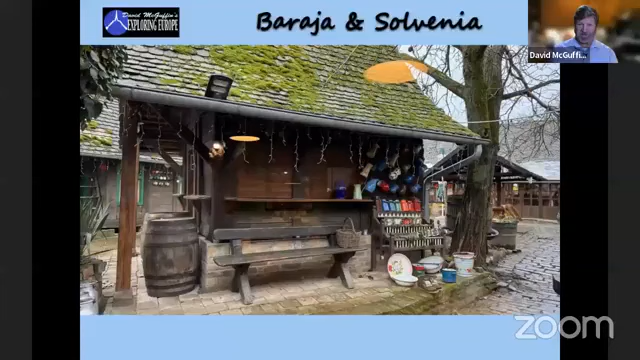 David McGuffin's
EXPLORING EUROPE
Baraja & Solvenia
David McGuffi...
zoom